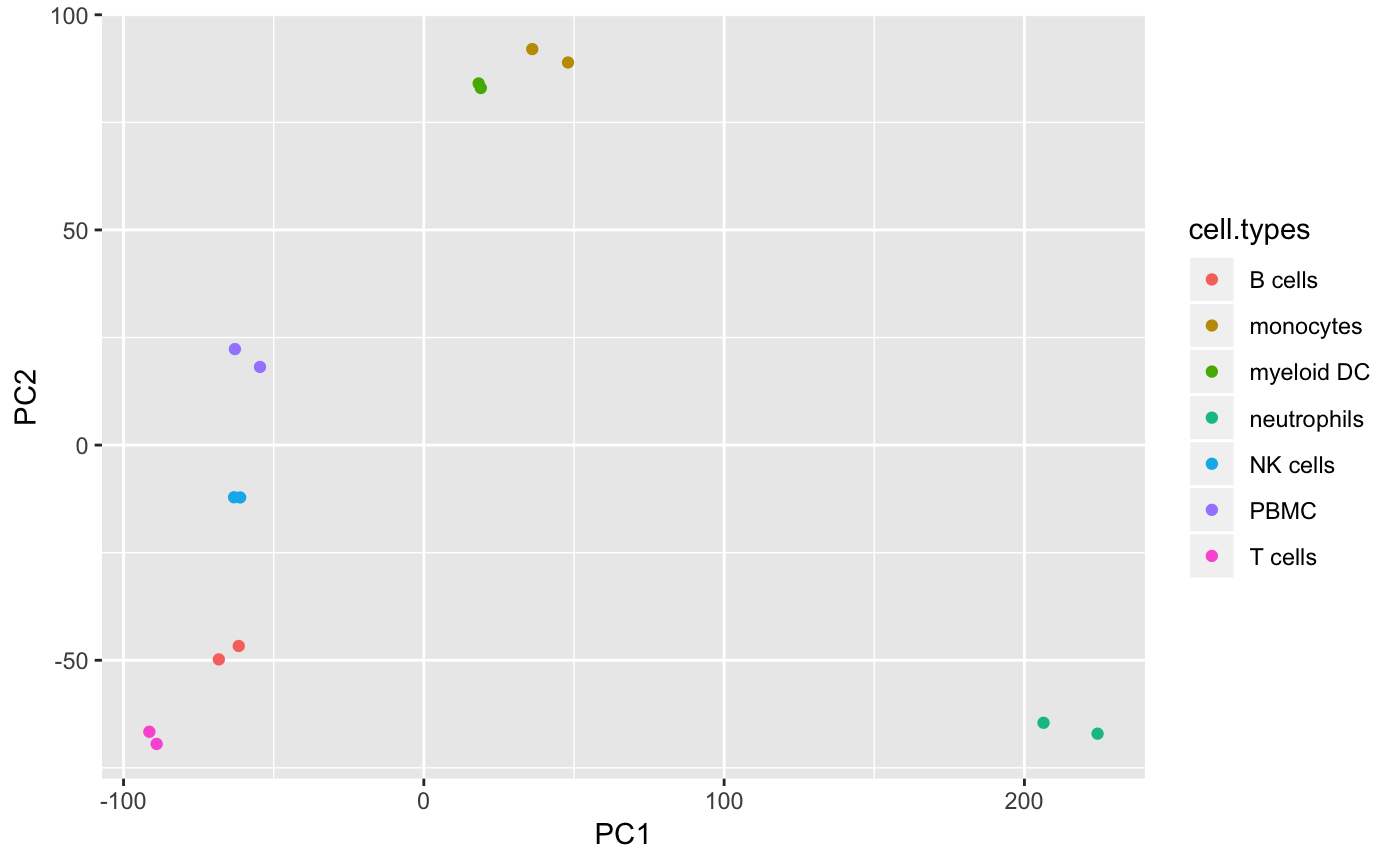 100
50
0
-50
PC2
-100
0
100
200
PC1
cell.types
B cells
monocytes
myeloid DC
neutrophils
NK cells
PBMC
T cells